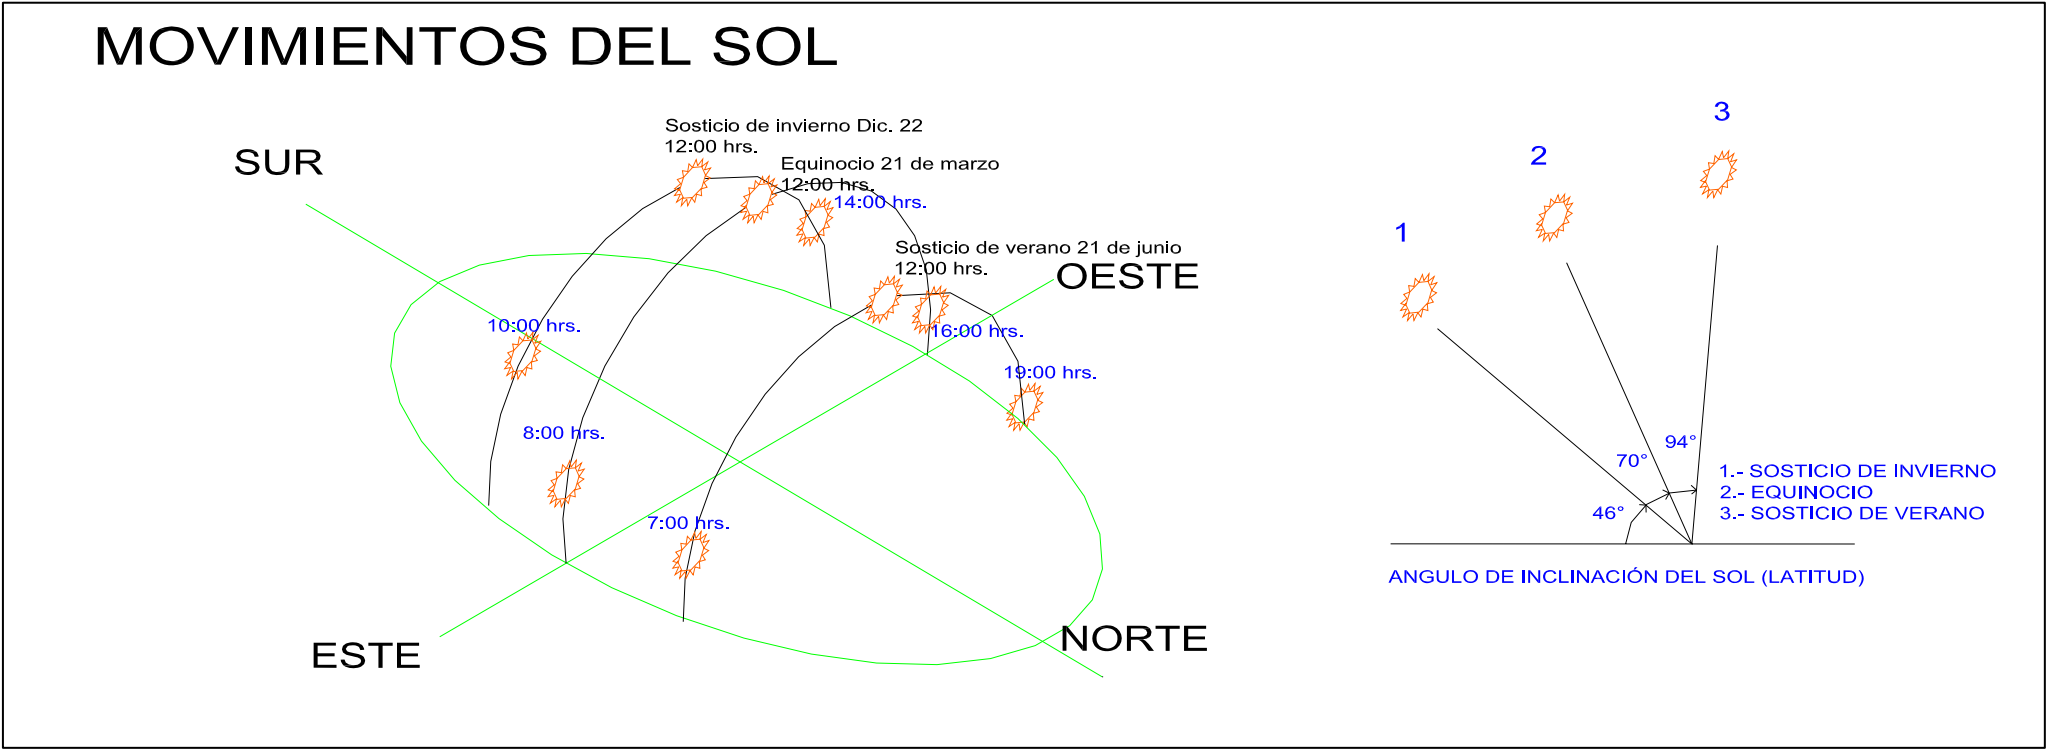 MOVIMIENTOS DEL SOL
SUR
Sosticio de invierno Dic. 22
12:00 hrs.
Equinocio 21 de marzo
12:00 hrs.
14:00 hrs.
Sosticio de verano 21 de junio
12:00 hrs.
OESTE
10:00 hrs.
16:00 hrs.
19:00 hrs.
8:00 hrs.
7:00 hrs.
ESTE
NORTE
3
2
1
94°
70°
46°
1.- SOSTICIO DE INVIERNO
2.- EQUINOCIO
3.- SOSTICIO DE VERANO
ANGULO DE INCLINACIÓN DEL SOL (LATITUD)